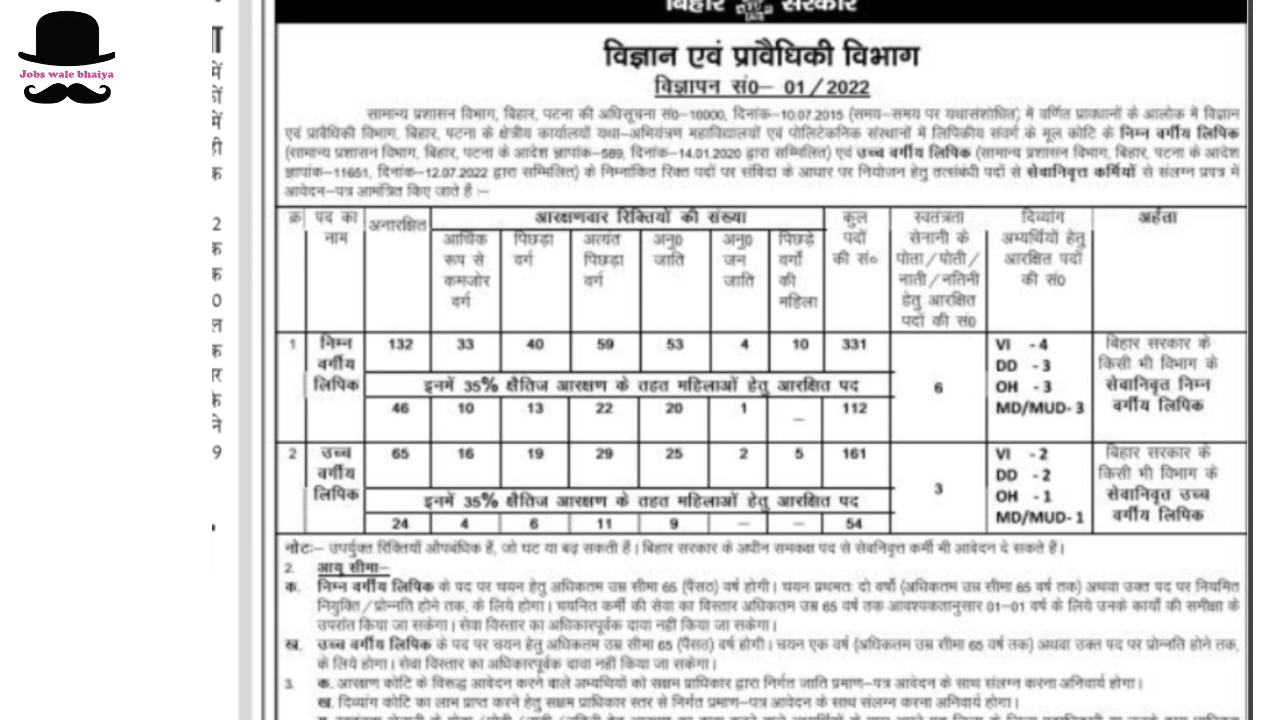 Jobs wale bhaiya
बिहार सरकार
विज्ञान एवं प्रावैधिकी विभाग
विज्ञापन सं0– 01/2022
सामान्य प्रशासन विभाग, बिहार, पटना की अधिसूचना सं0–10000, दिनांक–10.07.2015 (समय–समय पर यथासंशोधित) में वर्णित प्रावधानों के आलोक में विज्ञान
एवं प्रावैधिकी विभाग, बिहार, पटना के क्षेत्रीय कार्यालयों यथा–अभियंत्रण महाविद्यालयों एवं पोलिटेकनिक संस्थानों में लिपिकीय संवर्ग के मूल कोटि के निम्न वर्गीय लिपिक
(सामान्य प्रशासन विभाग, बिहार, पटना के आदेश ज्ञापांक–589, दिनांक–14.01.2020 द्वारा सम्मिलित) एवं उच्च वर्गीय लिपिक (सामान्य प्रशासन विभाग, बिहार, पटना के आदेश
ज्ञापांक–11651, दिनांक–12.07.2022 द्वारा सम्मिलित) के निम्नांकित रिक्त पदों पर संविदा के आधार पर नियोजन हेतु तत्संबंधी पदों से सेवानिवृत्त कर्मियों से संलग्न प्रपत्र में
आवेदन–पत्र आमंत्रित किए जाते हैं :–
क्र पद का नाम अनारक्षित आरक्षणवार रिक्तियों की संख्या कुल पदों की सं० स्वतंत्रता सेनानी के पोता/पोती/नाती/नतिनी हेतु आरक्षित पदों की सं0 दिव्यांग अभ्यर्थियों हेतु आरक्षित पदों की सं0 अर्हता
आर्थिक रूप से कमजोर वर्ग पिछड़ा वर्ग अत्यंत पिछड़ा वर्ग अनु0 जाति अनु0 जन जाति पिछड़े वर्गों की महिला
1 निम्न वर्गीय लिपिक 132 33 40 59 53 4 10 331 6 VI - 4 DD - 3 OH - 3 MD/MUD- 3 बिहार सरकार के किसी भी विभाग के सेवानिवृत निम्न वर्गीय लिपिक
इनमें 35% क्षैतिज आरक्षण के तहत महिलाओं हेतु आरक्षित पद
46 10 13 22 20 1 – 112
2 उच्च वर्गीय लिपिक 65 16 19 29 25 2 5 161 3 VI - 2 DD - 2 OH - 1 MD/MUD- 1 बिहार सरकार के किसी भी विभाग के सेवानिवृत उच्च वर्गीय लिपिक
इनमें 35% क्षैतिज आरक्षण के तहत महिलाओं हेतु आरक्षित पद
24 4 6 11 9 – – 54
नोटः– उपर्युक्त रिक्तियाँ औपबंधिक हैं, जो घट या बढ़ सकती हैं। बिहार सरकार के अधीन समकक्ष पद से सेवनिवृत्त कर्मी भी आवेदन दे सकते हैं।
2. आयु सीमा–
क. निम्न वर्गीय लिपिक के पद पर चयन हेतु अधिकतम उम्र सीमा 65 (पैंसठ) वर्ष होगी। चयन प्रथमतः दो वर्षों (अधिकतम उम्र सीमा 65 वर्ष तक) अथवा उक्त पद पर नियमित
नियुक्ति/प्रोन्नति होने तक, के लिये होगा। चयनित कर्मी की सेवा का विस्तार अधिकतम उम्र 65 वर्ष तक आवश्यकतानुसार 01–01 वर्ष के लिये उनके कार्यों की समीक्षा के
उपरांत किया जा सकेगा। सेवा विस्तार का अधिकारपूर्वक दावा नहीं किया जा सकेगा।
ख. उच्च वर्गीय लिपिक के पद पर चयन हेतु अधिकतम उम्र सीमा 65 (पैंसठ) वर्ष होगी। चयन एक वर्ष (अधिकतम उम्र सीमा 65 वर्ष तक) अथवा उक्त पद पर प्रोन्नति होने तक,
के लिये होगा। सेवा विस्तार का अधिकारपूर्वक दावा नहीं किया जा सकेगा।
3. क. आरक्षण कोटि के विरूद्ध आवेदन करने वाले अभ्यर्थियों को सक्षम प्राधिकार द्वारा निर्गत जाति प्रमाण–पत्र आवेदन के साथ संलग्न करना अनिवार्य होगा।
ख. दिव्यांग कोटि का लाभ प्राप्त करने हेतु सक्षम प्राधिकार स्तर से निर्गत प्रमाण–पत्र आवेदन के साथ संलग्न करना अनिवार्य होगा।